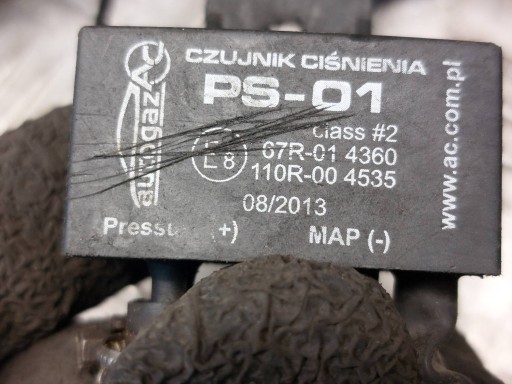 CZUJNIK CIŚNIENIA
PS-01
class #2
E8
67R-01 4360
110R-00 4535
08/2013
(+)
MAP (-)
autogaz AC
www.ac.com.pl